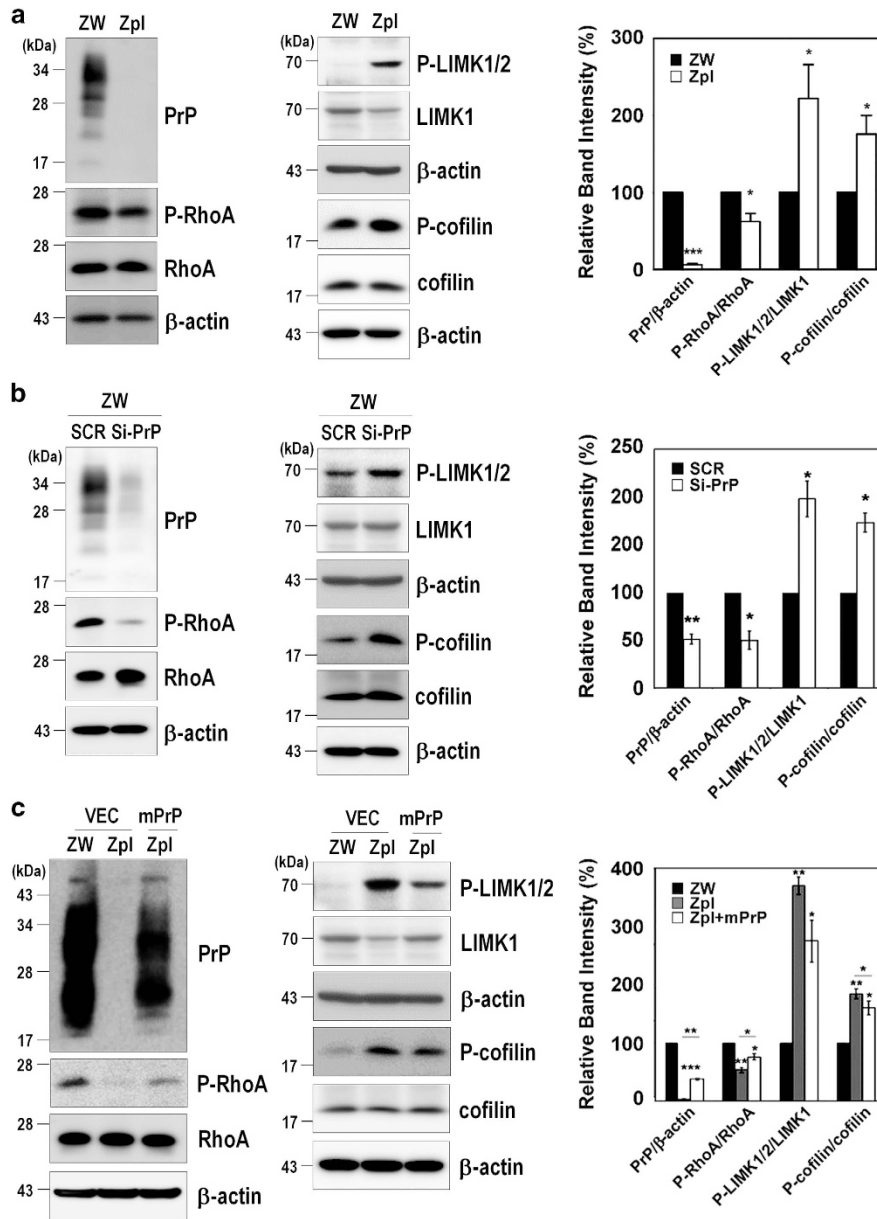 a
ZW Zpl
(kDa)
34
28
PrP
17
28
P-RhoA
28
RhoA
43
β-actin
ZW Zpl
(kDa)
70
P-LIMK1/2
70
LIMK1
43
β-actin
P-cofilin
17
cofilin
17
43
β-actin
Relative Band Intensity (%)
300
200
100
0
ZW
Zpl
***
*
*
*
PrP/β-actin
P-RhoA/RhoA
P-LIMK1/2/LIMK1
P-cofilin/cofilin
b
ZW
SCR Si-PrP
(kDa)
34
28
PrP
17
28
P-RhoA
28
RhoA
43
β-actin
ZW
SCR Si-PrP
(kDa)
70
P-LIMK1/2
70
LIMK1
43
β-actin
P-cofilin
17
cofilin
17
43
β-actin
Relative Band Intensity (%)
250
200
200
100
50
0
SCR
Si-PrP
**
*
*
*
PrP/β-actin
P-RhoA/RhoA
P-LIMK1/2/LIMK1
P-cofilin/cofilin
c
VEC mPrP
ZW Zpl Zpl
(kDa)
43
34
PrP
28
17
28
P-RhoA
28
RhoA
43
β-actin
VEC mPrP
ZW Zpl Zpl
(kDa)
70
P-LIMK1/2
70
LIMK1
43
β-actin
P-cofilin
17
cofilin
17
43
β-actin
Relative Band Intensity (%)
400
300
200
100
0
ZW
Zpl
Zpl+mPrP
**
***
*
**
*
**
*
*
**
*
PrP/β-actin
P-RhoA/RhoA
P-LIMK1/2/LIMK1
P-cofilin/cofilin